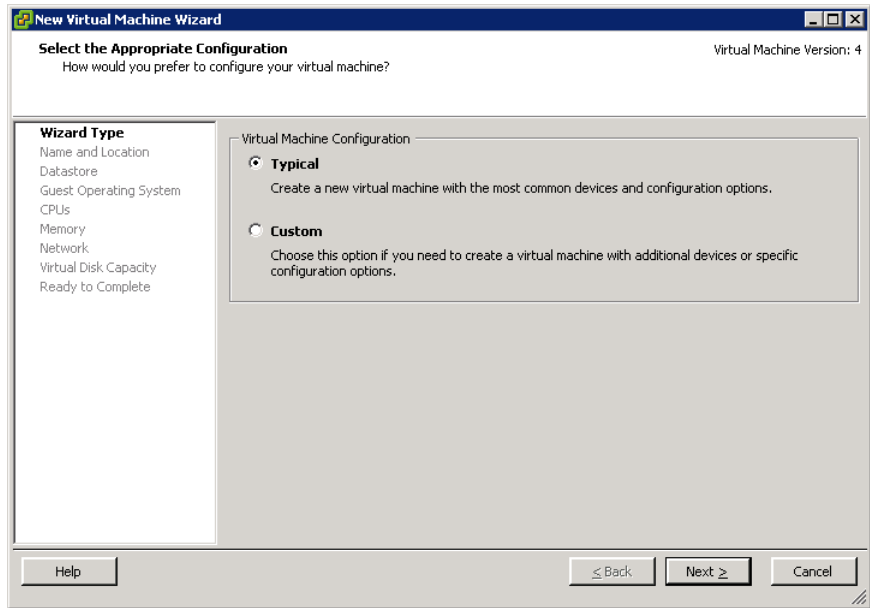 New Virtual Machine Wizard
Select the Appropriate Configuration
How would you prefer to configure your virtual machine?
Virtual Machine Version: 4
Wizard Type
Name and Location
Datastore
Guest Operating System
CPUs
Memory
Network
Virtual Disk Capacity
Ready to Complete
Virtual Machine Configuration
Typical
Create a new virtual machine with the most common devices and configuration options.
Custom
Choose this option if you need to create a virtual machine with additional devices or specific
configuration options.
Help
≤ Back
Next ≥
Cancel